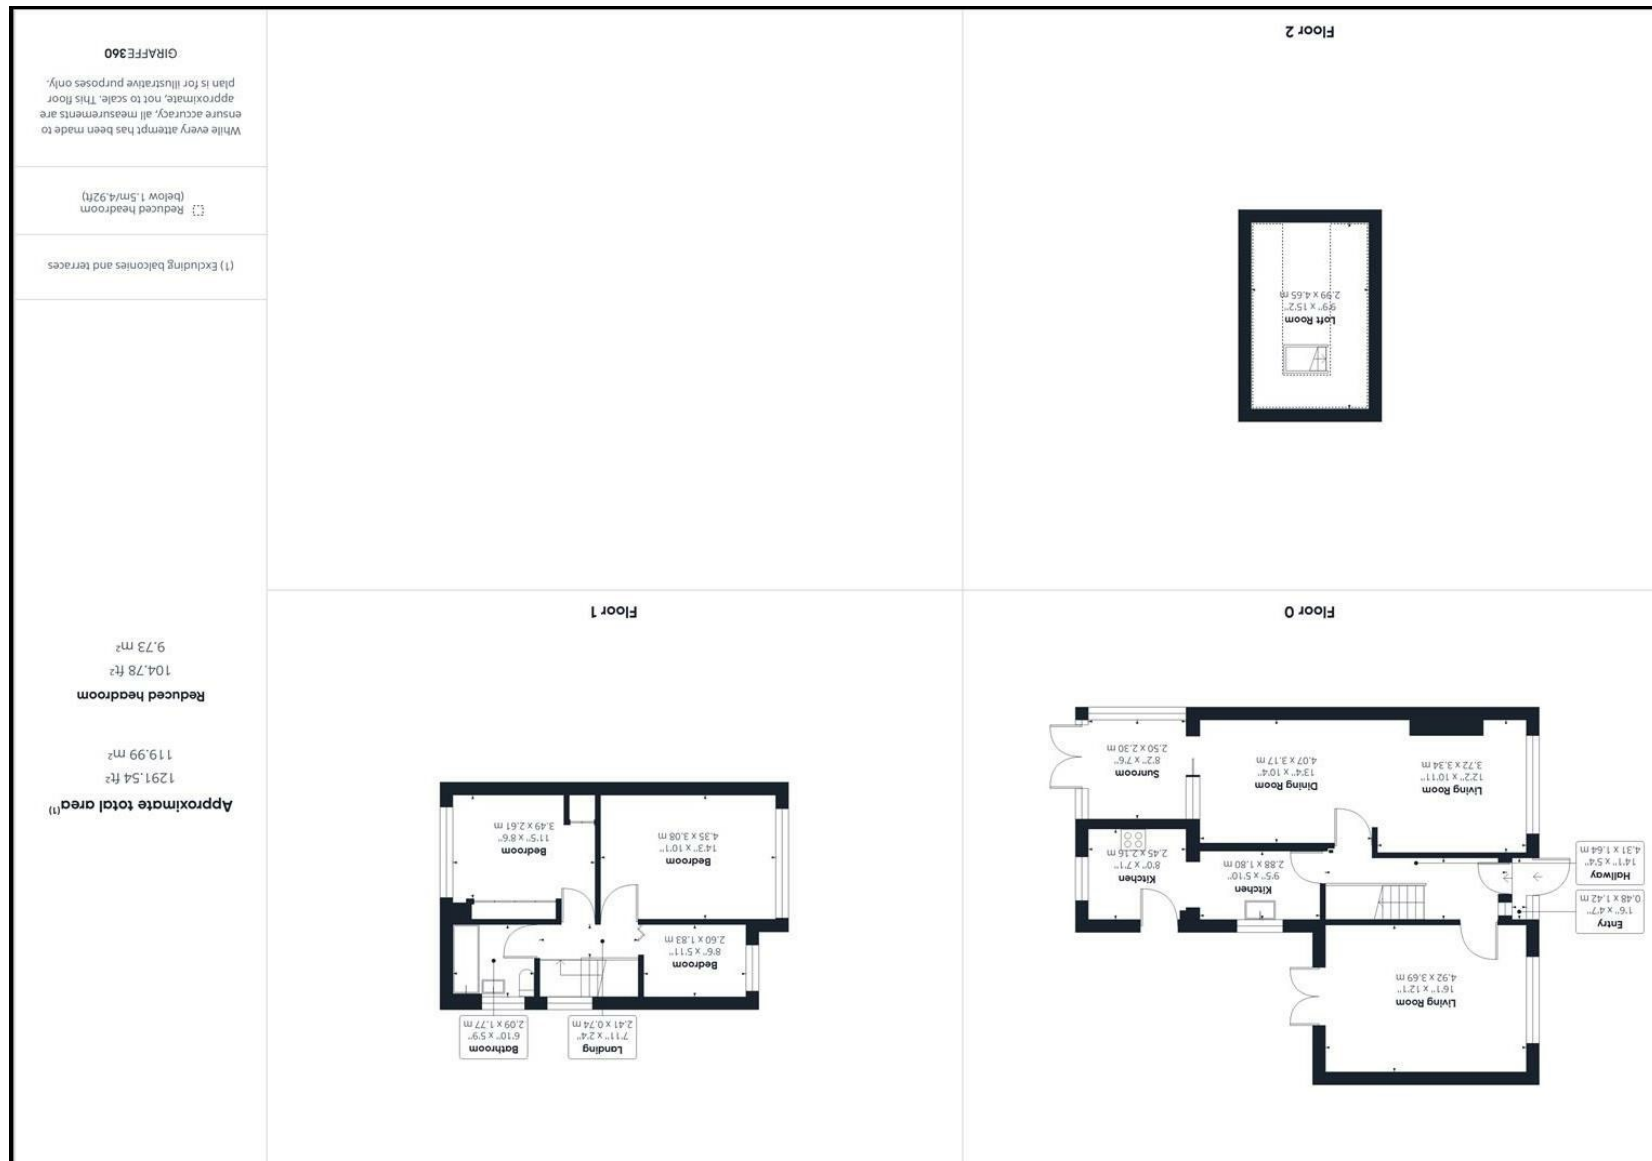 Entry
1'6" x 4'7"
0.48 x 1.42 m
Hallway
14'1" x 5'4"
4.31 x 1.64 m
Living Room
16'1" x 12'1"
4.92 x 3.69 m
Kitchen
9'5" x 5'10"
2.88 x 1.80 m
Kitchen
8'0" x 7'1"
2.45 x 2.16 m
Living Room
12'2" x 10'11"
3.72 x 3.34 m
Dining Room
13'4" x 10'4"
4.07 x 3.17 m
Sunroom
8'2" x 7'6"
2.50 x 2.30 m
Floor 0
Landing
7'11" x 2'4"
2.41 x 0.74 m
Bathroom
6'10" x 5'9"
2.09 x 1.77 m
Bedroom
8'6" x 5'11"
2.60 x 1.83 m
Bedroom
14'3" x 10'1"
4.35 x 3.08 m
Bedroom
11'5" x 8'6"
3.49 x 2.61 m
Floor 1
Loft Room
9'9" x 15'2"
2.99 x 4.65 m
Floor 2
Approximate total area(1)
1291.54 ft²
119.99 m²
Reduced headroom
104.78 ft²
9.73 m²
(1) Excluding balconies and terraces
Reduced headroom
(below 1.5m/4.92ft)
While every attempt has been made to
ensure accuracy, all measurements are
approximate, not to scale. This floor
plan is for illustrative purposes only.
GIRAFFE360